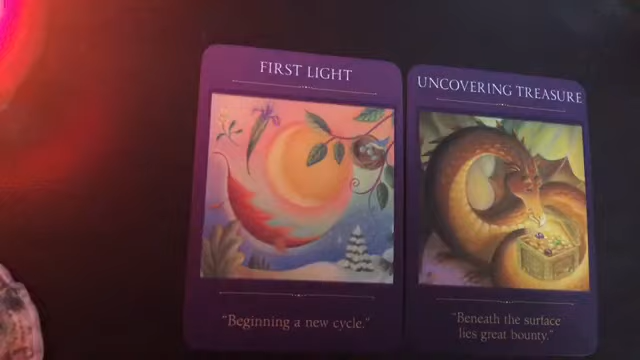 FIRST LIGHT
"Beginning a new cycle."
UNCOVERING TREASURE
"Beneath the surface
lies great bounty."